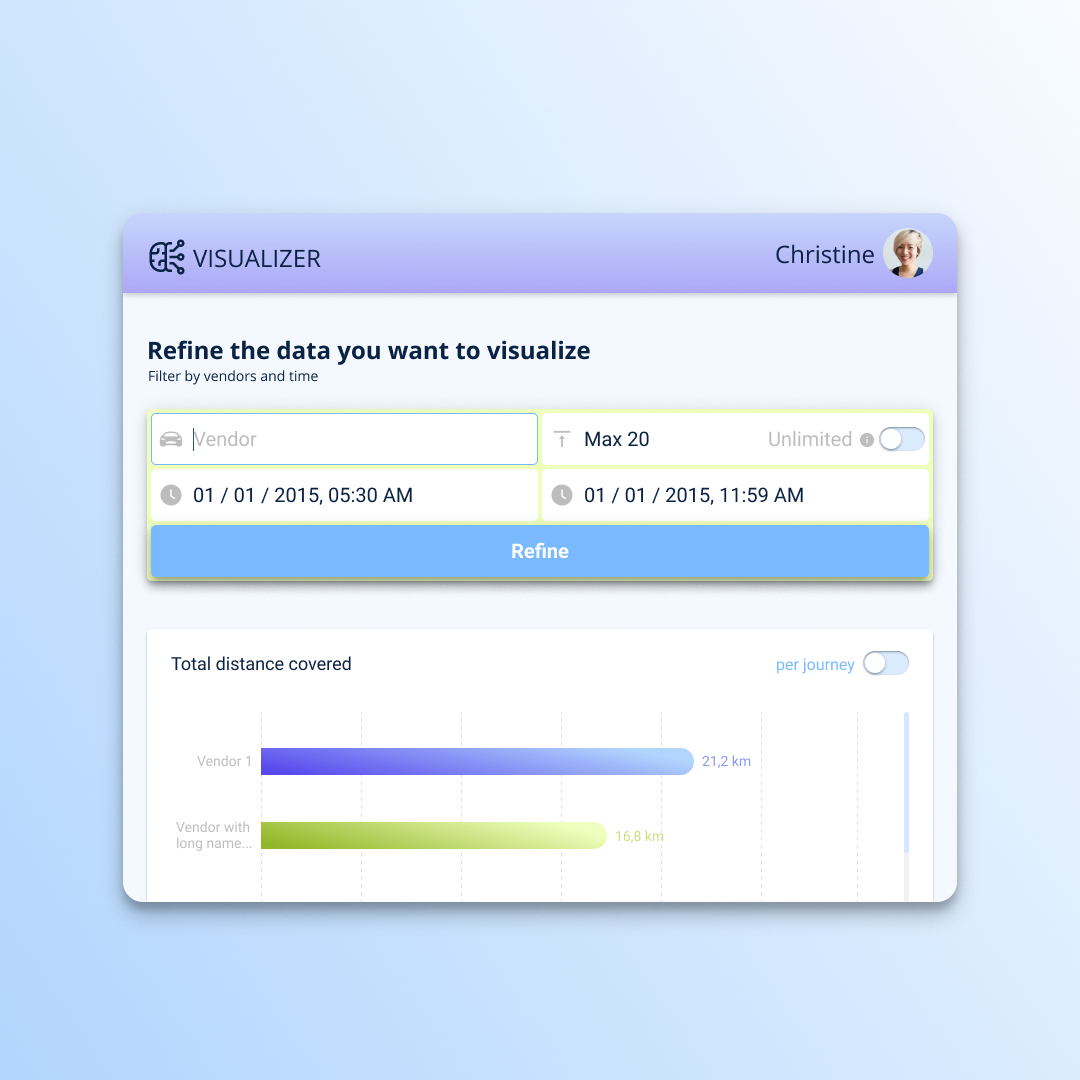 VISUALIZER
Christine
Refine the data you want to visualize
Filter by vendors and time
Vendor
Max 20
Unlimited
01 / 01 / 2015, 05:30 AM
01 / 01 / 2015, 11:59 AM
Refine
Total distance covered
per journey
Vendor 1
21,2 km
Vendor with
long name...
16,8 km